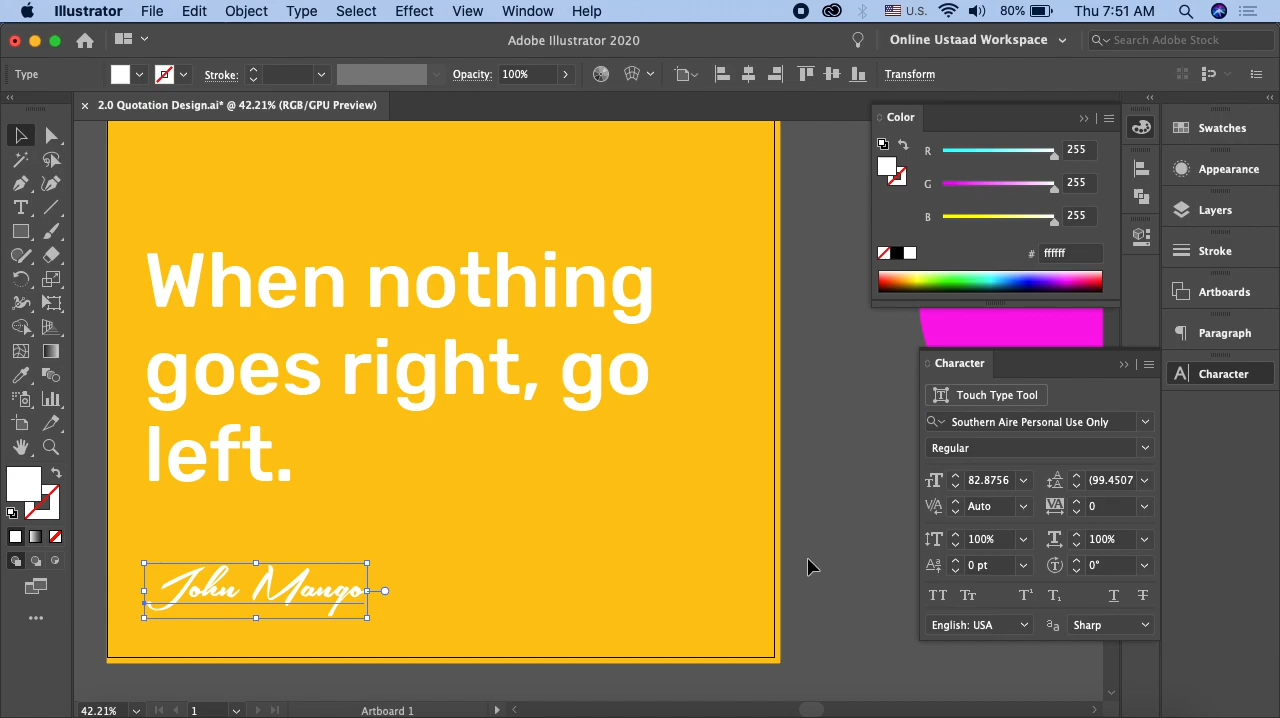 Illustrator File Edit Object Type Select Effect View Window Help U.S. 80% Thu 7:51 AM
Adobe Illustrator 2020 Online Ustaad Workspace Search Adobe Stock
Type Stroke: Opacity: 100% Transform
2.0 Quotation Design.ai* @ 42.21% (RGB/GPU Preview)
When nothing
goes right, go
left.
John Mango
Color
R 255
G 255
B 255
# ffffff
Character
Touch Type Tool
Southern Aire Personal Use Only
Regular
82.8756 (99.4507
Auto 0
100% 100%
0 pt 0°
English: USA Sharp
Swatches
Appearance
Layers
Stroke
Artboards
Paragraph
Character
42.21% 1 Artboard 1